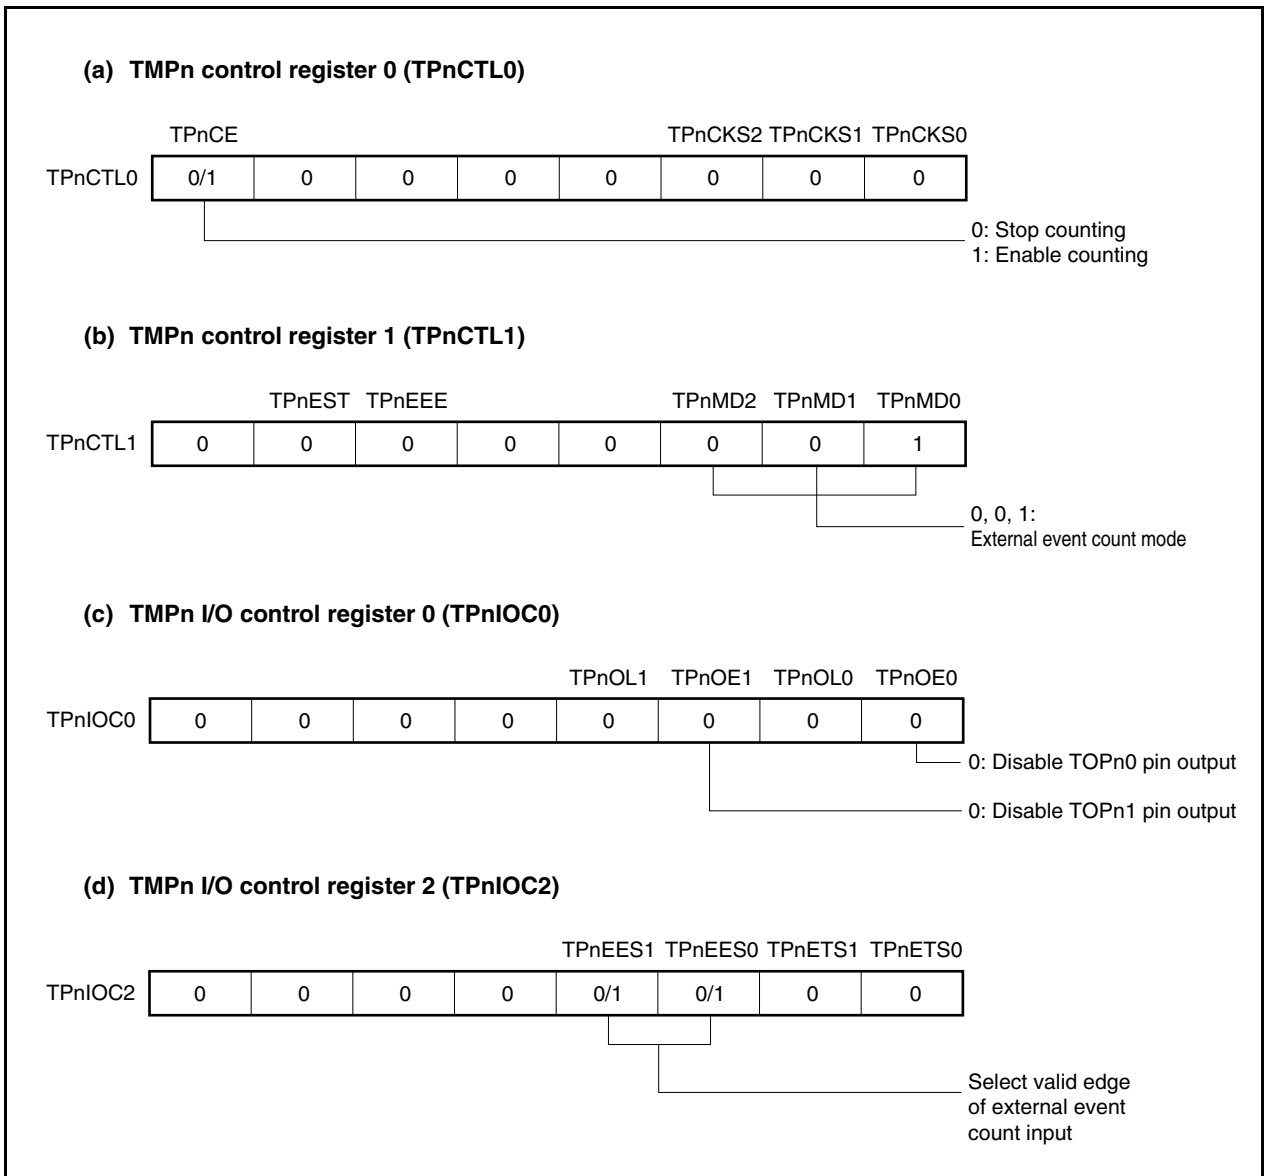 (a) TMPn control register 0 (TPnCTL0)
TPnCE TPnCKS2 TPnCKS1 TPnCKS0
TPnCTL0 0/1 0 0 0 0 0 0 0
0: Stop counting
1: Enable counting
(b) TMPn control register 1 (TPnCTL1)
TPnEST TPnEEE TPnMD2 TPnMD1 TPnMD0
TPnCTL1 0 0 0 0 0 0 0 1
0, 0, 1:
External event count mode
(c) TMPn I/O control register 0 (TPnIOC0)
TPnOL1 TPnOE1 TPnOL0 TPnOE0
TPnIOC0 0 0 0 0 0 0 0 0
0: Disable TOPn0 pin output
0: Disable TOPn1 pin output
(d) TMPn I/O control register 2 (TPnIOC2)
TPnEES1 TPnEES0 TPnETS1 TPnETS0
TPnIOC2 0 0 0 0 0/1 0/1 0 0
Select valid edge
of external event
count input